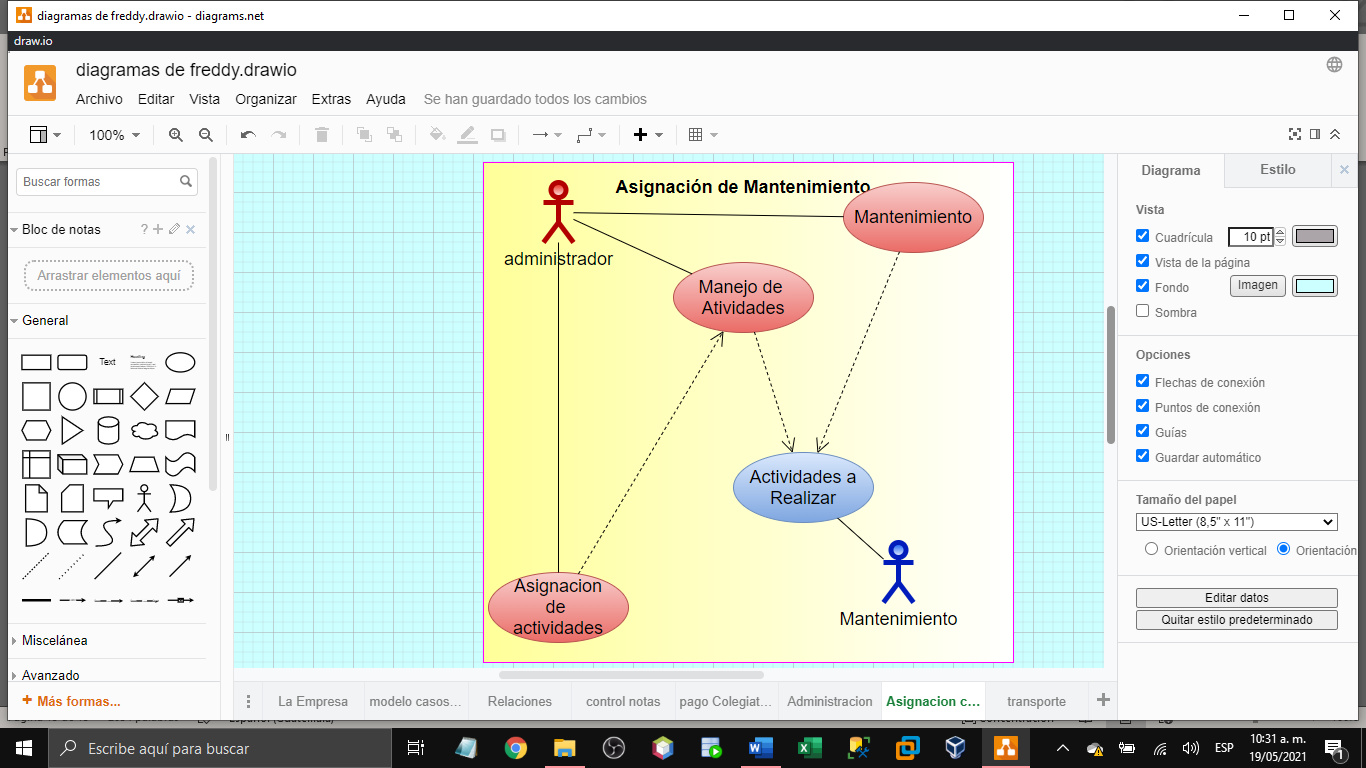 diagramas de freddy.drawio - diagrams.net
draw.io
diagramas de freddy.drawio
Archivo Editar Vista Organizar Extras Ayuda Se han guardado todos los cambios
100%
Buscar formas
Bloc de notas
?
Arrastrar elementos aquí
General
Text
Heading
Miscelánea
Avanzado
+ Más formas...
Asignación de Mantenimiento
administrador
Mantenimiento
Manejo de
Atividades
Actividades a
Realizar
Asignacion
de
actividades
Mantenimiento
Diagrama Estilo
Vista
Cuadrícula 10 pt
Vista de la página
Fondo Imagen
Sombra
Opciones
Flechas de conexión
Puntos de conexión
Guías
Guardar automático
Tamaño del papel
US-Letter (8,5" x 11")
Orientación vertical Orientación
Editar datos
Quitar estilo predeterminado
La Empresa modelo casos... Relaciones control notas pago Colegiat... Administracion Asignacion c... transporte
Escribe aquí para buscar
ESP
10:31 a. m.
19/05/2021
1